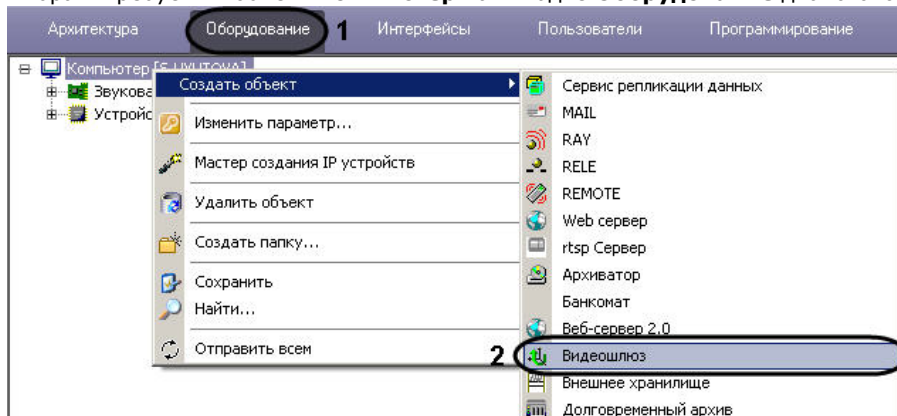 Архитектура Оборудование 1 Интерфейсы Пользователи Программирование
Компьютер
Звукова
Устройс
Создать объект
Изменить параметр...
Мастер создания IP устройств
Удалить объект
Создать папку...
Сохранить
Найти...
Отправить всем
Сервис репликации данных
MAIL
RAY
RELE
REMOTE
Web сервер
rtsp Сервер
Архиватор
Банкомат
Веб-сервер 2.0
2 Видеошлюз
Внешнее хранилище
Долговременный архив